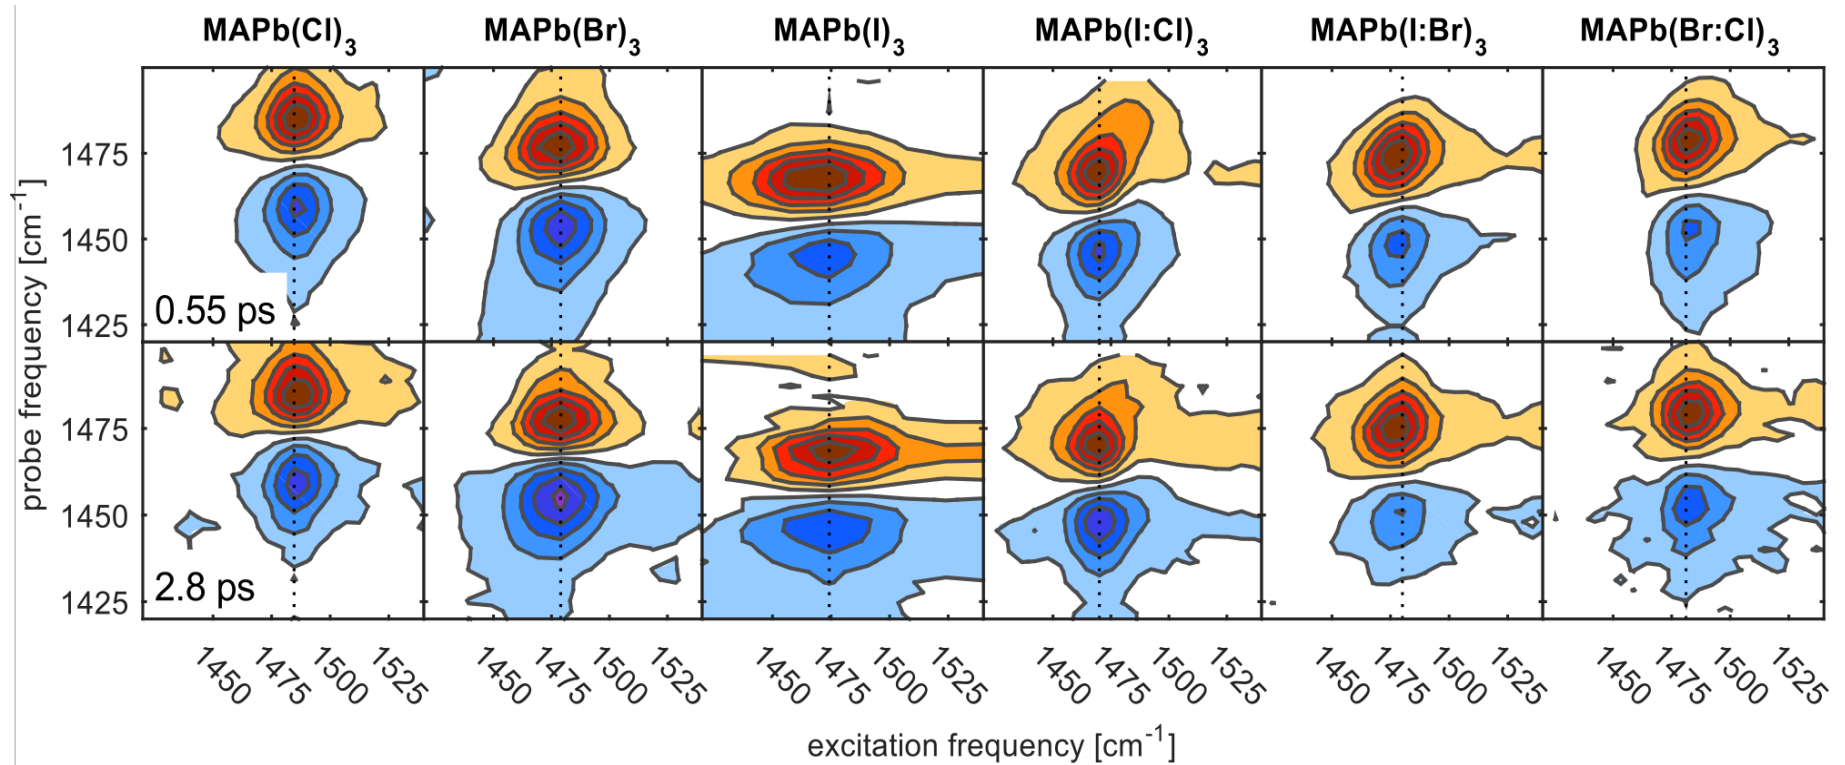 MAPb(Cl)₃ MAPb(Br)₃ MAPb(I)₃ MAPb(I:Cl)₃ MAPb(I:Br)₃ MAPb(Br:Cl)₃
1475
1450
1425
0.55 ps
1475
1450
1425
2.8 ps
probe frequency [cm⁻¹]
1450 1475 1500 1525 1450 1475 1500 1525 1450 1475 1500 1525 1450 1475 1500 1525 1450 1475 1500 1525 1450 1475 1500 1525
excitation frequency [cm⁻¹]